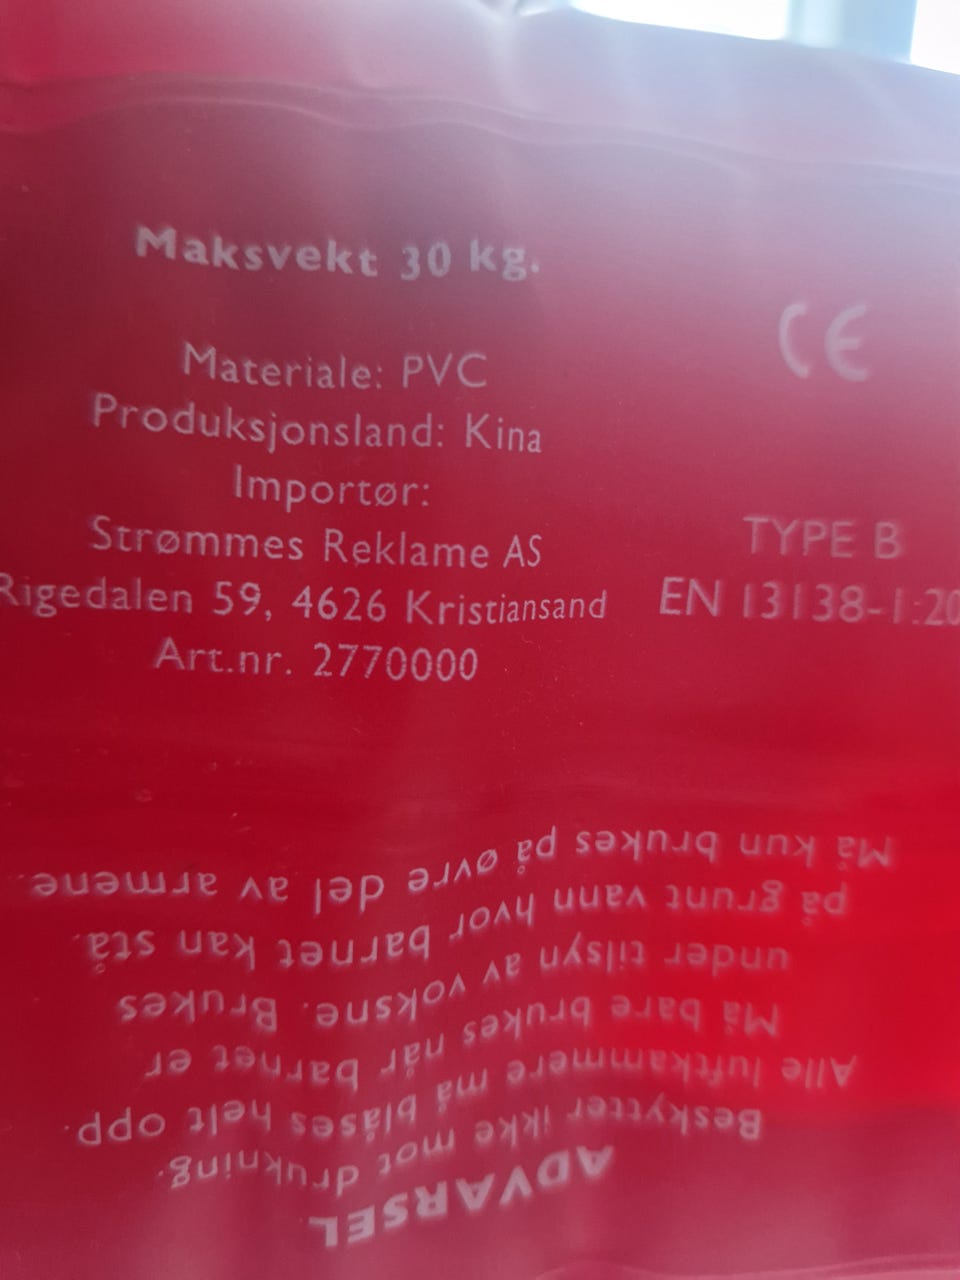 Maksvekt 30 kg.
Materiale: PVC
Produksjonsland: Kina
Importør:
Strømmes Reklame AS
Rigedalen 59, 4626 Kristiansand
Art.nr. 2770000
CE
TYPE B
EN 13138-1:20
ADVARSEL
Beskytter ikke mot drukning.
Alle luftkammere må blåses helt opp.
Må bare brukes når barnet er
under tilsyn av voksne. Brukes
på grunt vann hvor barnet kan stå.
Må kun brukes på øvre del av armene.